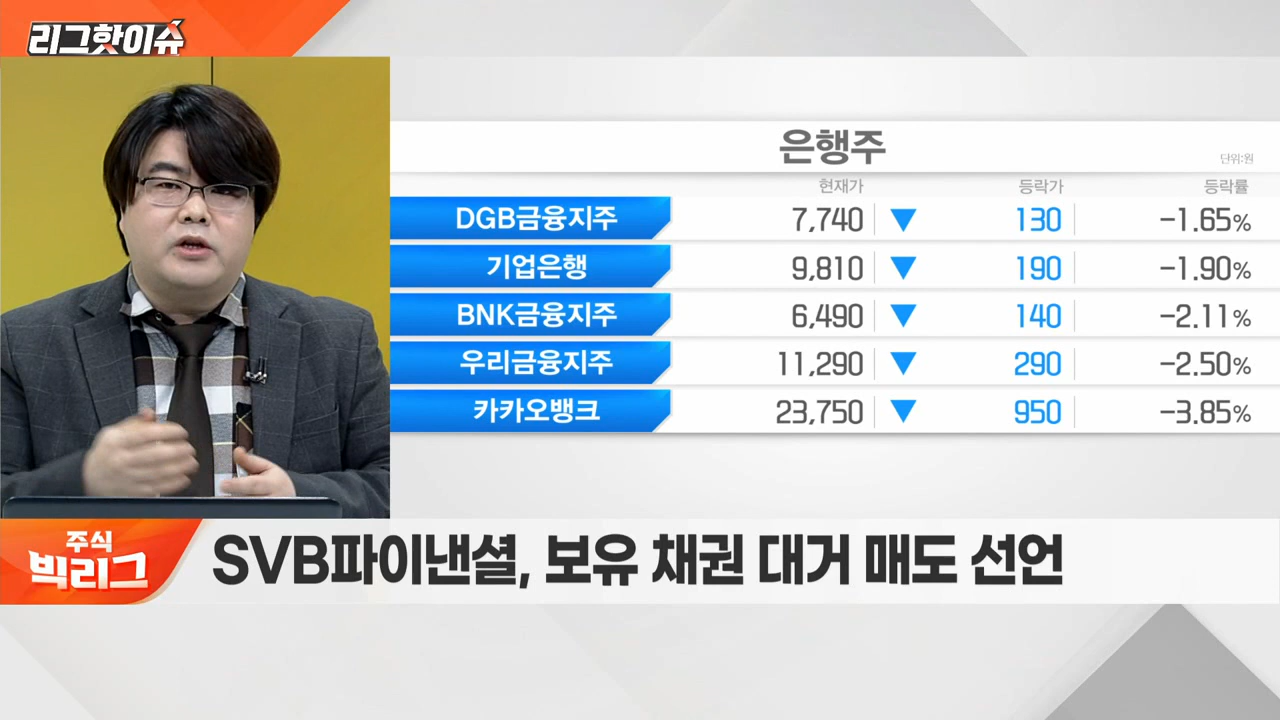 리그핫이슈
은행주
단위:원
현재가 등락가 등락률
DGB금융지주 7,740 ▼ 130 -1.65%
기업은행 9,810 ▼ 190 -1.90%
BNK금융지주 6,490 ▼ 140 -2.11%
우리금융지주 11,290 ▼ 290 -2.50%
카카오뱅크 23,750 ▼ 950 -3.85%
주식
빅리그
SVB파이낸셜, 보유 채권 대거 매도 선언